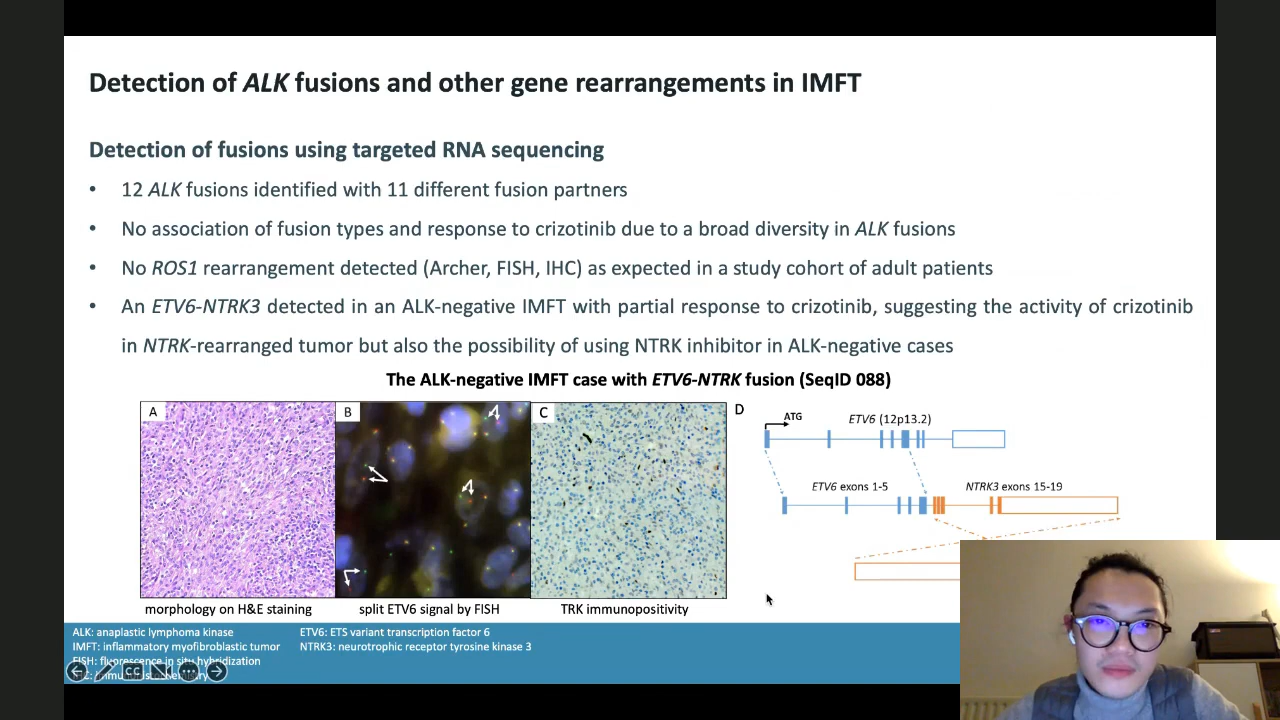 Detection of ALK fusions and other gene rearrangements in IMFT
Detection of fusions using targeted RNA sequencing
• 12 ALK fusions identified with 11 different fusion partners
• No association of fusion types and response to crizotinib due to a broad diversity in ALK fusions
• No ROS1 rearrangement detected (Archer, FISH, IHC) as expected in a study cohort of adult patients
• An ETV6-NTRK3 detected in an ALK-negative IMFT with partial response to crizotinib, suggesting the activity of crizotinib
in NTRK-rearranged tumor but also the possibility of using NTRK inhibitor in ALK-negative cases
The ALK-negative IMFT case with ETV6-NTRK fusion (SeqID 088)
A
B
C
D
ATG
ETV6 (12p13.2)
ETV6 exons 1-5
NTRK3 exons 15-19
morphology on H&E staining
split ETV6 signal by FISH
TRK immunopositivity
ALK: anaplastic lymphoma kinase
IMFT: inflammatory myofibroblastic tumor
FISH: fluorescence in situ hybridization
ETV6: ETS variant transcription factor 6
NTRK3: neurotrophic receptor tyrosine kinase 3
CC